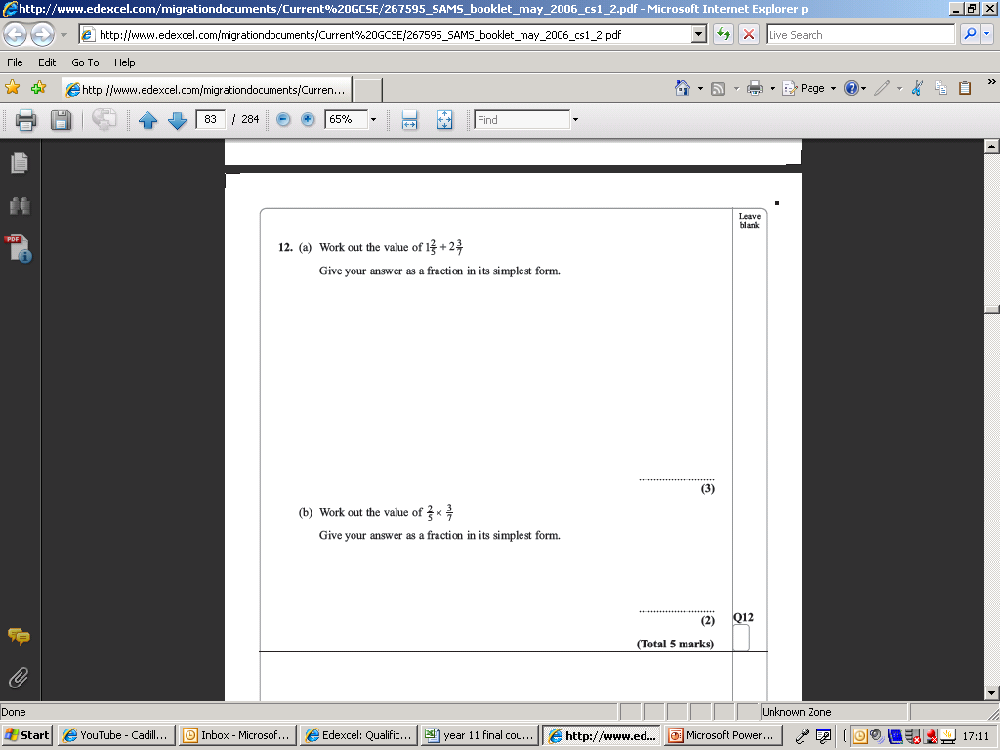 http://www.edexcel.com/migrationdocuments/Current%20GCSE/267595_SAMS_booklet_may_2006_cs1_2.pdf - Microsoft Internet Explorer p
http://www.edexcel.com/migrationdocuments/Current%20GCSE/267595_SAMS_booklet_may_2006_cs1_2.pdf
Live Search
File Edit Go To Help
http://www.edexcel.com/migrationdocuments/Curren...
Page
83 / 284 65% Find
Leave
blank
12. (a) Work out the value of 1 2/5 + 2 3/7
Give your answer as a fraction in its simplest form.
..........................
(3)
(b) Work out the value of 2/5 × 3/7
Give your answer as a fraction in its simplest form.
..........................
(2)
Q12
(Total 5 marks)
Done Unknown Zone
Start YouTube - Cadill... Inbox - Microsof... Edexcel: Qualific... year 11 final cou... http://www.ed... Microsoft Power... 17:11